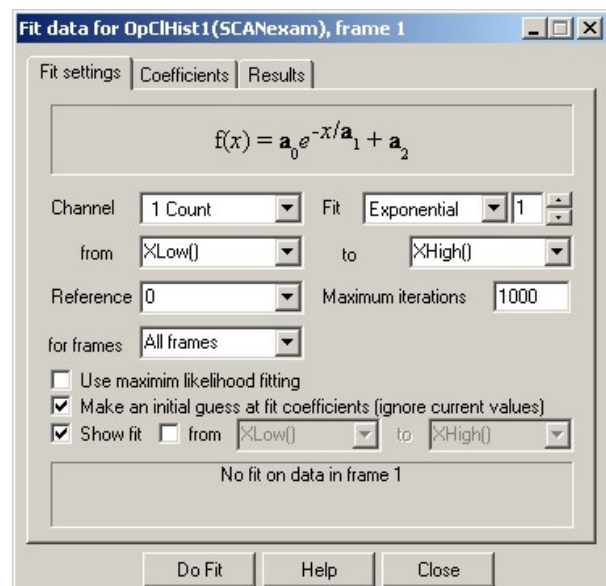 Fit data for OpClHist1(SCANexam), frame 1
Fit settings Coefficients Results
f(x) = a0e-x/a1 + a2
Channel 1 Count Fit Exponential 1
from XLow() to XHigh()
Reference 0 Maximum iterations 1000
for frames All frames
Use maximim likelihood fitting
Make an initial guess at fit coefficients (ignore current values)
Show fit from XLow() to XHigh()
No fit on data in frame 1
Do Fit Help Close